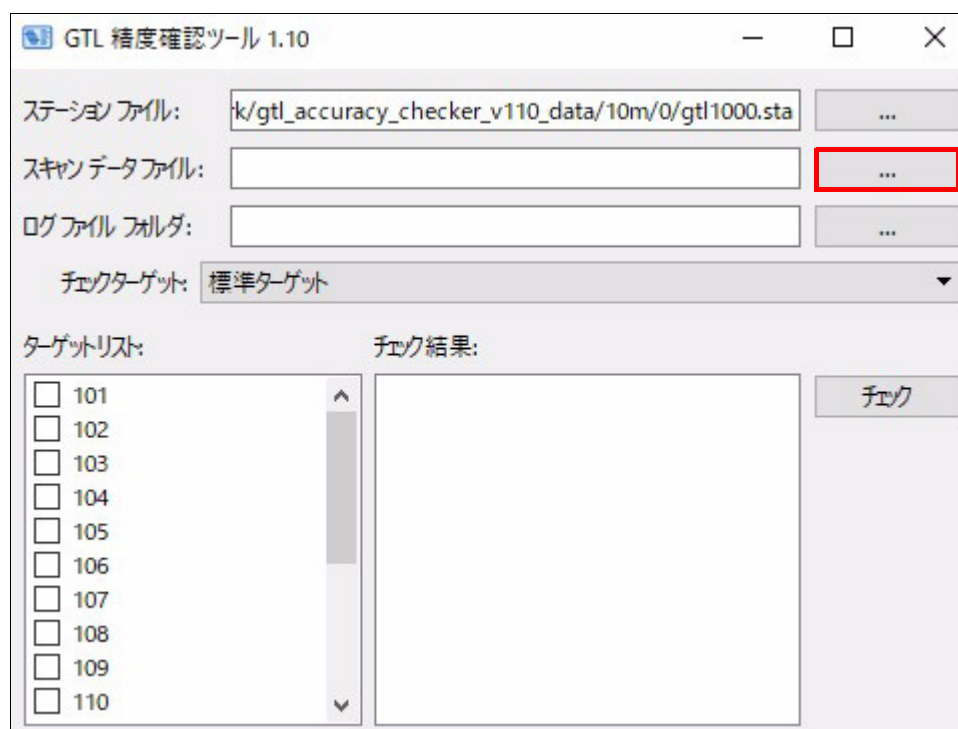 GTL 精度確認ツール 1.10
ステーション ファイル: k/gtl_accuracy_checker_v110_data/10m/0/gtl1000.sta ...
スキャン データ ファイル: ...
ログ ファイル フォルダ: ...
チェックターゲット: 標準ターゲット
ターゲットリスト: チェック結果:
101 チェック
102
103
104
105
106
107
108
109
110